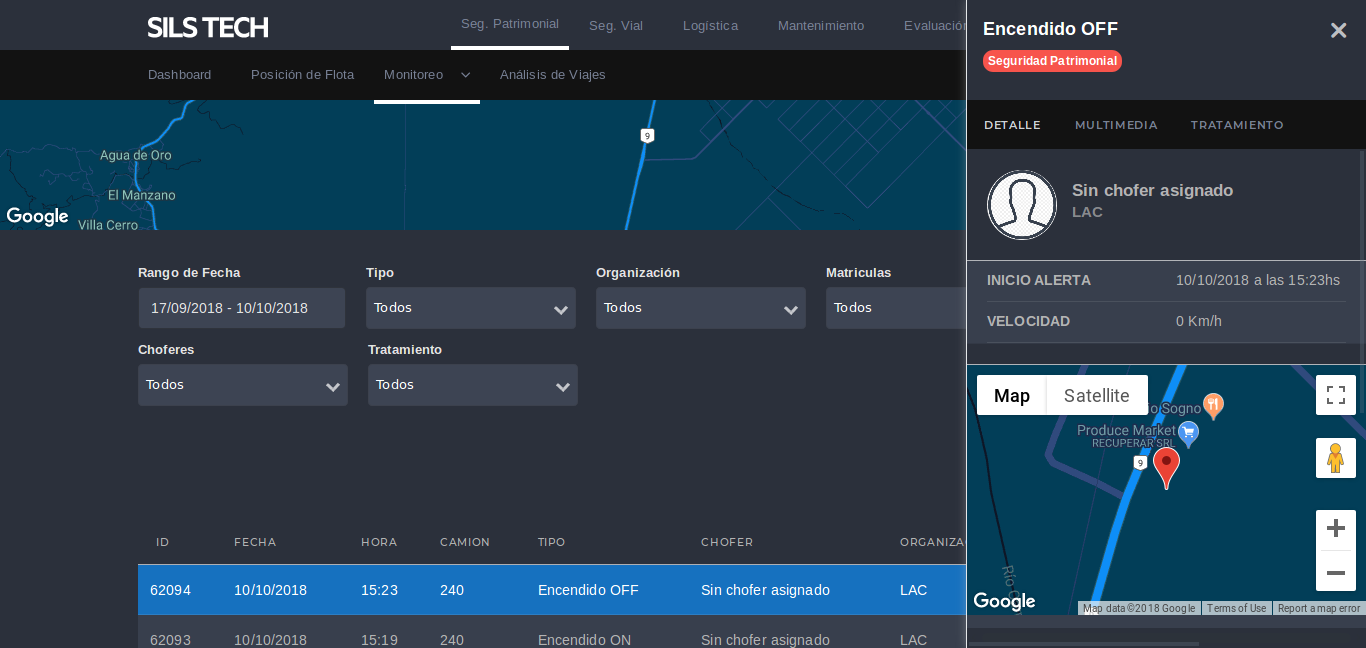 SILS TECH
Seg. Patrimonial
Seg. Vial
Logística
Mantenimiento
Evaluación
Dashboard
Posición de Flota
Monitoreo
Análisis de Viajes
9
Agua de Oro
El Manzano
Villa Cerro
Google
Rango de Fecha
Tipo
Organización
Matriculas
17/09/2018 - 10/10/2018
Todos
Todos
Todos
Choferes
Tratamiento
Todos
Todos
ID FECHA HORA CAMION TIPO CHOFER ORGANIZA
62094 10/10/2018 15:23 240 Encendido OFF Sin chofer asignado LAC
62093 10/10/2018 15:19 240 Encendido ON Sin chofer asignado LAC
Encendido OFF
Seguridad Patrimonial
DETALLE
MULTIMEDIA
TRATAMIENTO
Sin chofer asignado
LAC
INICIO ALERTA 10/10/2018 a las 15:23hs
VELOCIDAD 0 Km/h
Map
Satellite
Sogno
Produce Market
RECUPERAR SRL
9
Río
Google
Map data ©2018 Google
Terms of Use
Report a map error